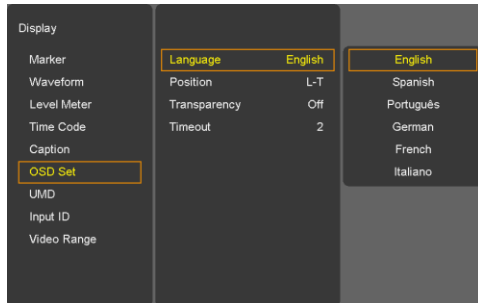 Display
Marker
Waveform
Level Meter
Time Code
Caption
OSD Set
UMD
Input ID
Video Range
Language English
Position L-T
Transparency Off
Timeout 2
English
Spanish
Português
German
French
Italiano